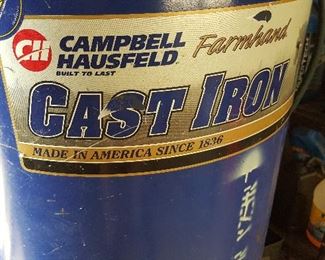 CH CAMPBELL Farmhand
HAUSFELD
BUILT TO LAST
CAST IRON
MADE IN AMERICA SINCE 1836